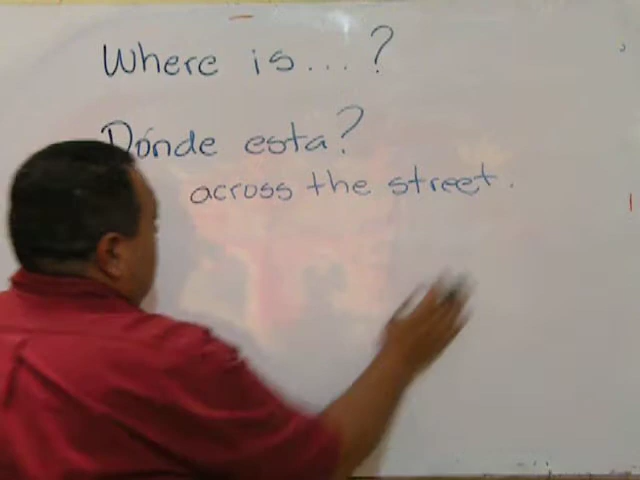 Where is...?
Dónde esta?
across the street.